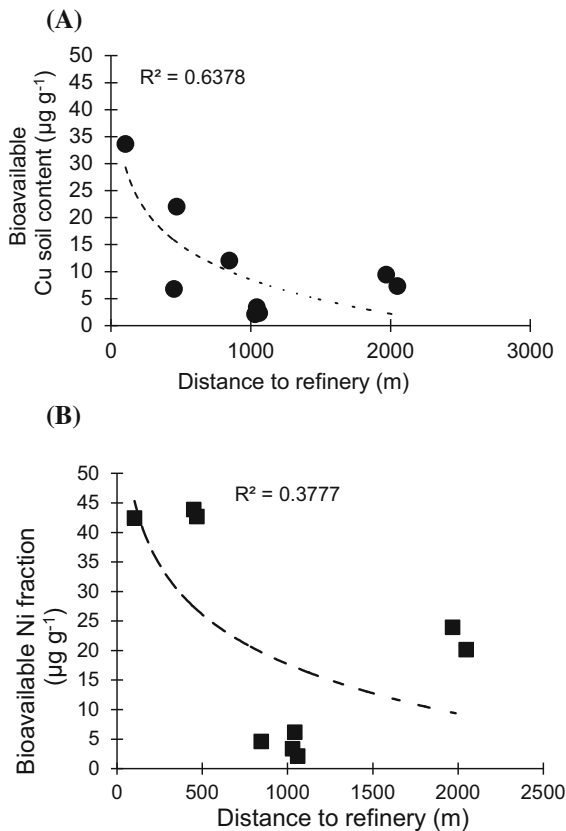 (A)
R² = 0.6378
Bioavailable
Cu soil content (µg g⁻¹)
50
45
40
35
30
25
20
15
10
5
0
0 1000 2000 3000
Distance to refinery (m)
(B)
R² = 0.3777
Bioavailable Ni fraction
(µg g⁻¹)
50
45
40
35
30
25
20
15
10
5
0
0 500 1000 1500 2000 2500
Distance to refinery (m)